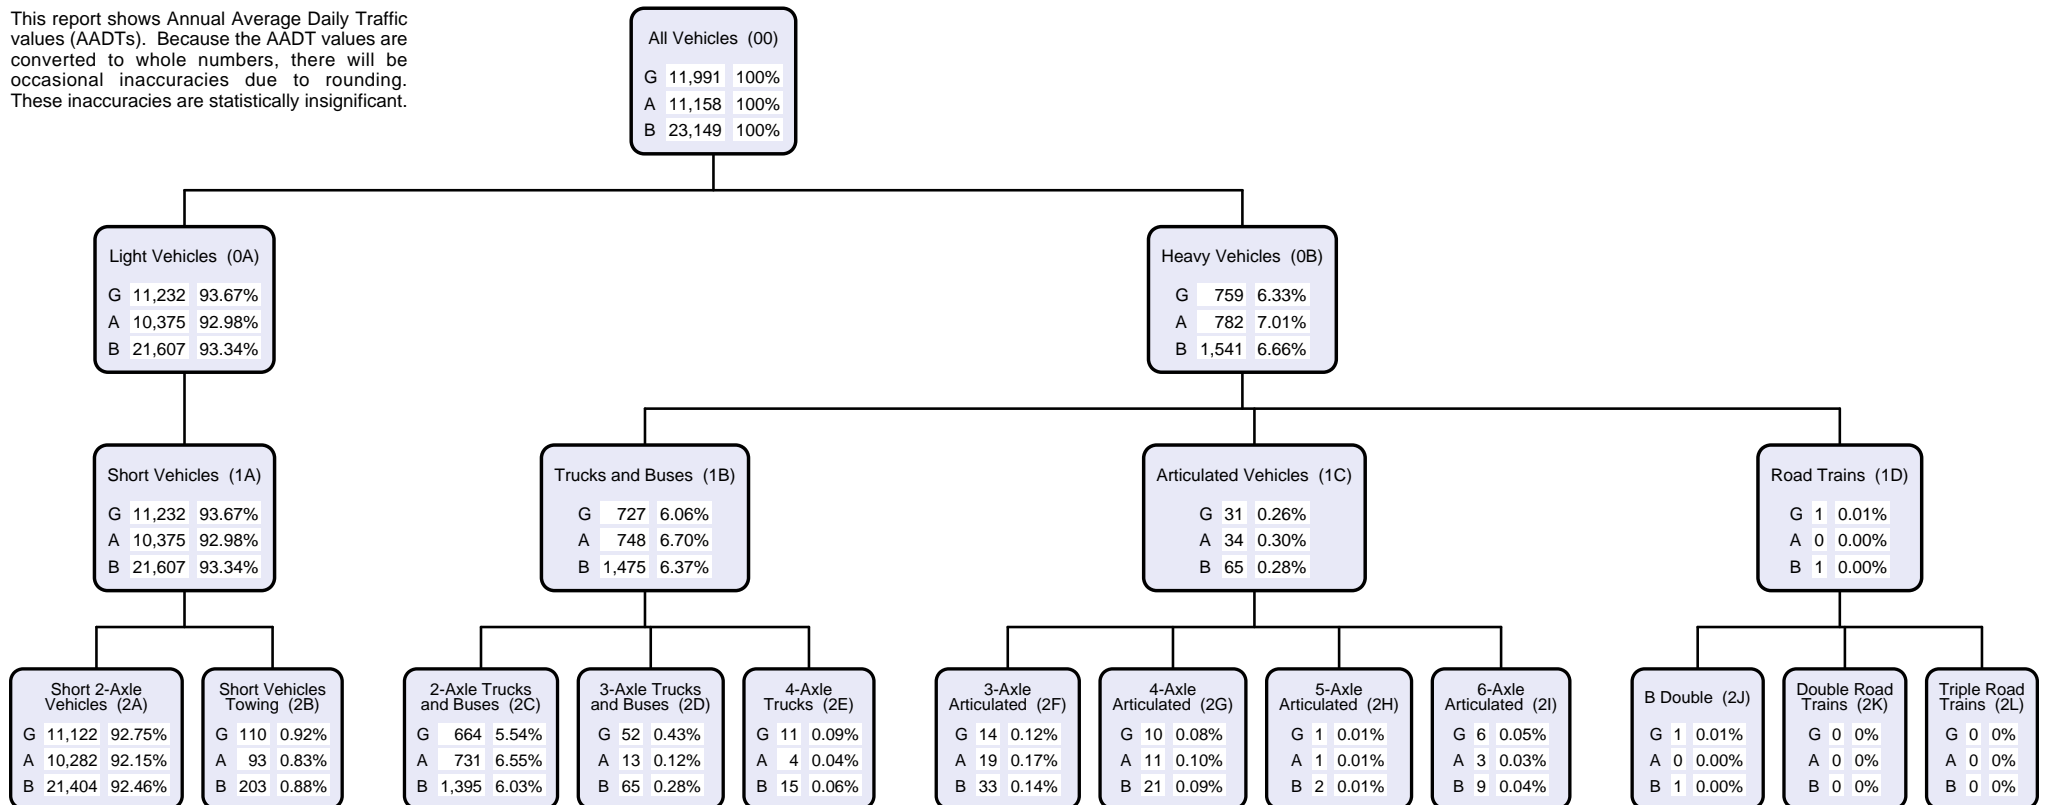 This report shows Annual Average Daily Traffic
values (AADTs). Because the AADT values are
converted to whole numbers, there will be
occasional inaccuracies due to rounding.
These inaccuracies are statistically insignificant.
All Vehicles (00)
G 11,991 100%
A 11,158 100%
B 23,149 100%
Light Vehicles (0A)
G 11,232 93.67%
A 10,375 92.98%
B 21,607 93.34%
Heavy Vehicles (0B)
G 759 6.33%
A 782 7.01%
B 1,541 6.66%
Short Vehicles (1A)
G 11,232 93.67%
A 10,375 92.98%
B 21,607 93.34%
Trucks and Buses (1B)
G 727 6.06%
A 748 6.70%
B 1,475 6.37%
Articulated Vehicles (1C)
G 31 0.26%
A 34 0.30%
B 65 0.28%
Road Trains (1D)
G 1 0.01%
A 0 0.00%
B 1 0.00%
Short 2-Axle
Vehicles (2A)
G 11,122 92.75%
A 10,282 92.15%
B 21,404 92.46%
Short Vehicles
Towing (2B)
G 110 0.92%
A 93 0.83%
B 203 0.88%
2-Axle Trucks
and Buses (2C)
G 664 5.54%
A 731 6.55%
B 1,395 6.03%
3-Axle Trucks
and Buses (2D)
G 52 0.43%
A 13 0.12%
B 65 0.28%
4-Axle
Trucks (2E)
G 11 0.09%
A 4 0.04%
B 15 0.06%
3-Axle
Articulated (2F)
G 14 0.12%
A 19 0.17%
B 33 0.14%
4-Axle
Articulated (2G)
G 10 0.08%
A 11 0.10%
B 21 0.09%
5-Axle
Articulated (2H)
G 1 0.01%
A 1 0.01%
B 2 0.01%
6-Axle
Articulated (2I)
G 6 0.05%
A 3 0.03%
B 9 0.04%
B Double (2J)
G 1 0.01%
A 0 0.00%
B 1 0.00%
Double Road
Trains (2K)
G 0 0%
A 0 0%
B 0 0%
Triple Road
Trains (2L)
G 0 0%
A 0 0%
B 0 0%